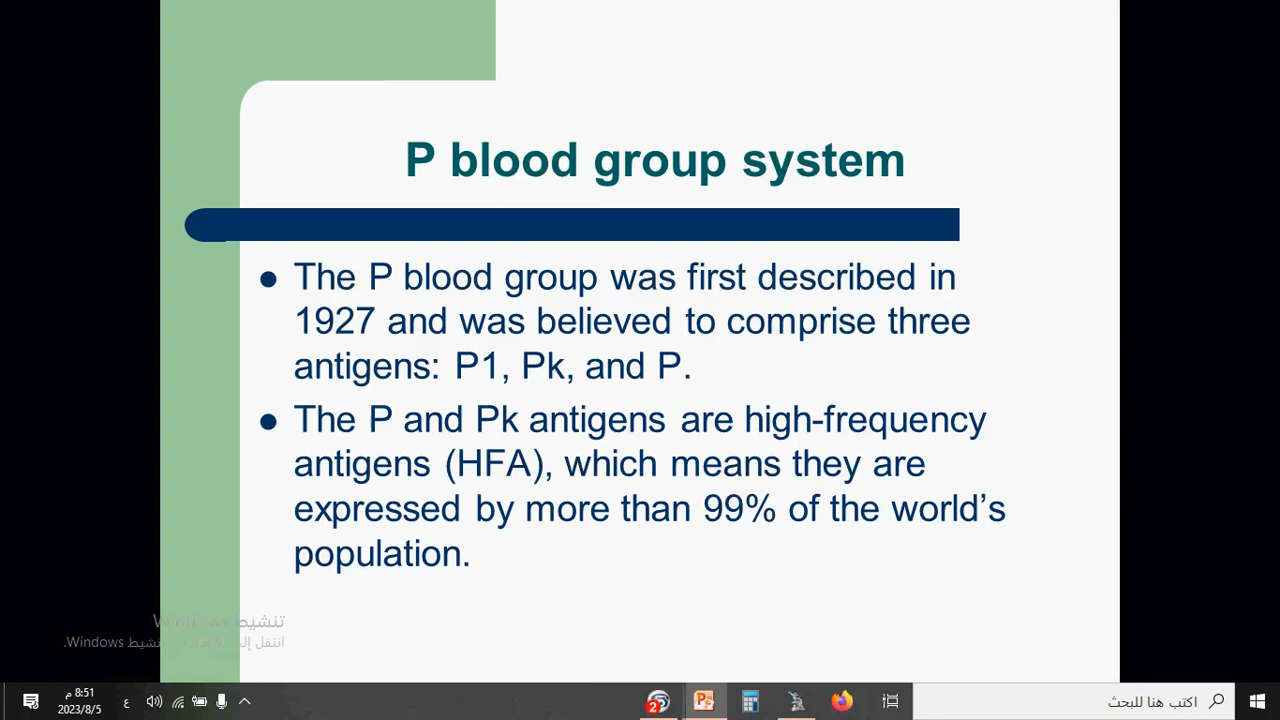 P blood group system
The P blood group was first described in
1927 and was believed to comprise three
antigens: P1, Pk, and P.
The P and Pk antigens are high-frequency
antigens (HFA), which means they are
expressed by more than 99% of the world’s
population.
تنشيط Windows
انتقل إلى الإعدادات لتنشيط Windows.
8:51 م
2023/8/5
ع
2
اكتب هنا للبحث